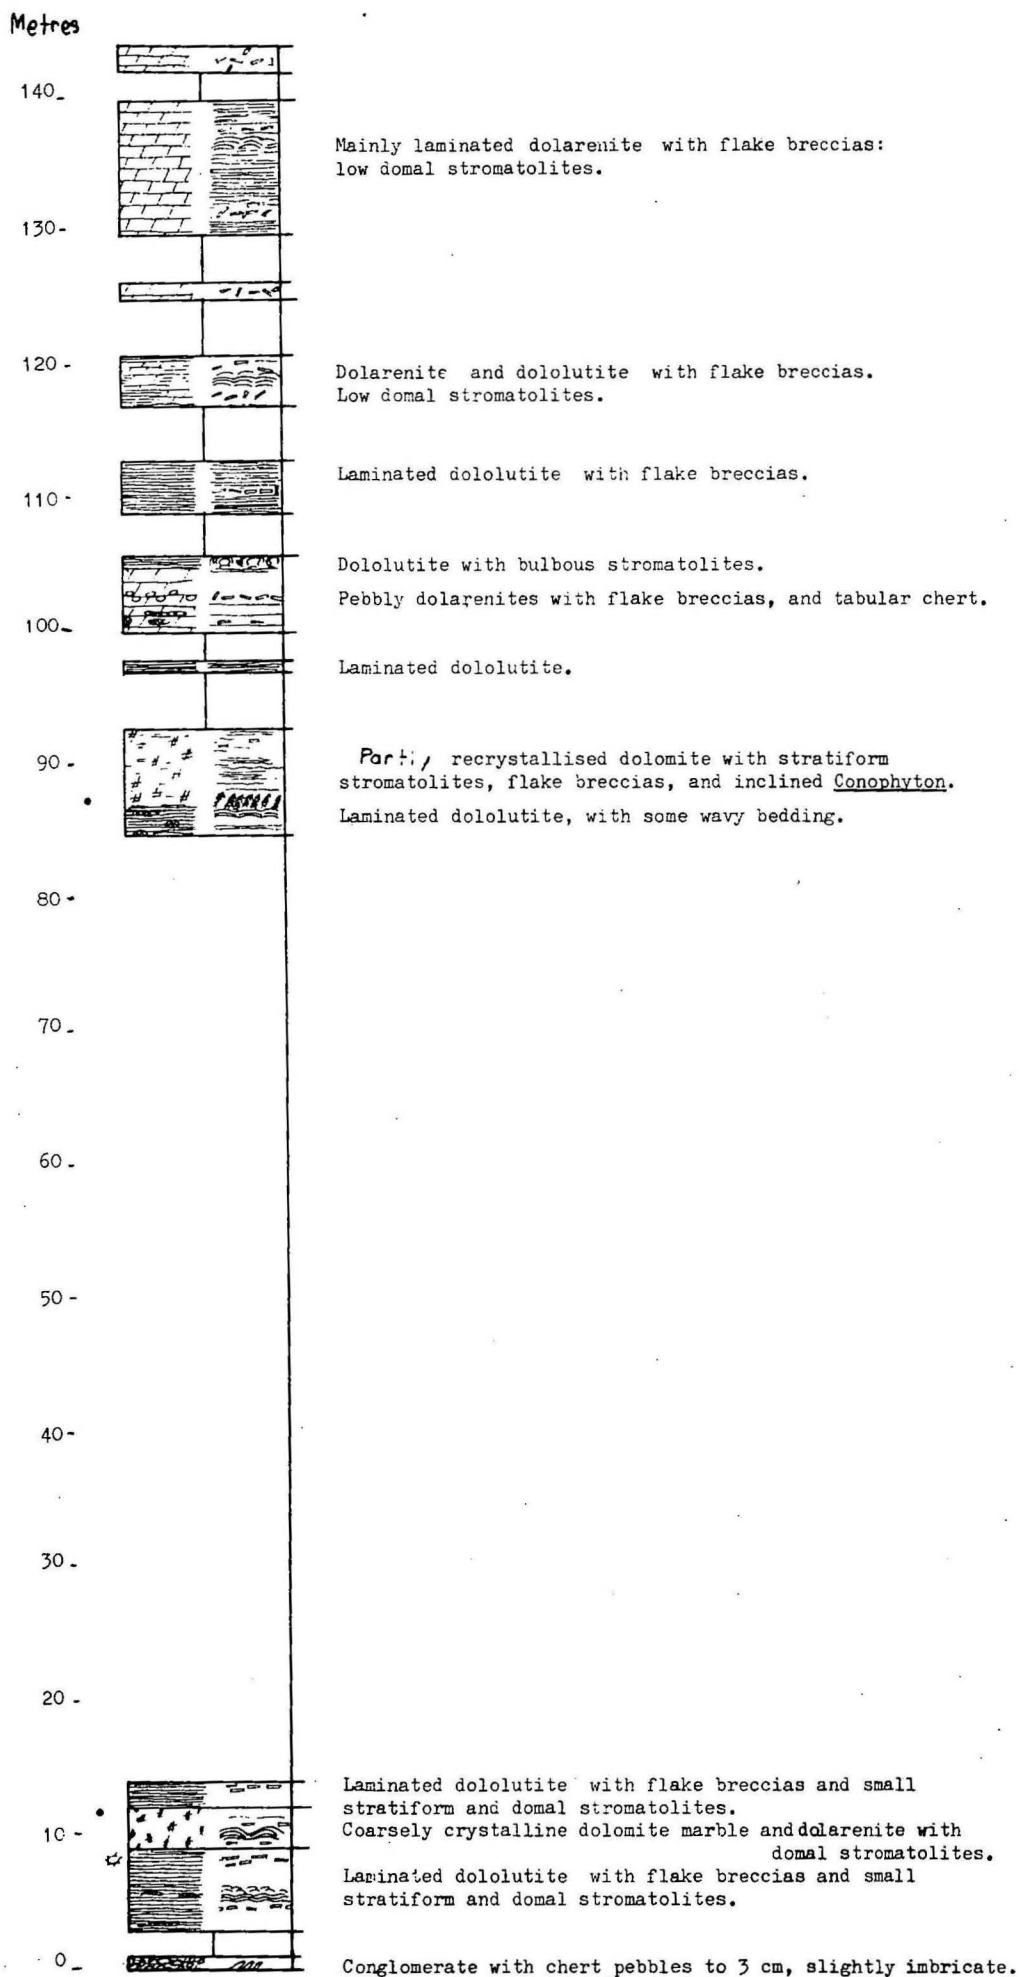 Metres
140
Mainly laminated dolarenite with flake breccias:
low domal stromatolites.
130
120
Dolarenite and dololutite with flake breccias.
Low domal stromatolites.
Laminated dololutite with flake breccias.
110
Dololutite with bulbous stromatolites.
Pebbly dolarenites with flake breccias, and tabular chert.
100
Laminated dololutite.
90
Partly recrystallised dolomite with stratiform
stromatolites, flake breccias, and inclined Conophyton.
Laminated dololutite, with some wavy bedding.
80
70
60
50
40
30
20
Laminated dololutite with flake breccias and small
stratiform and domal stromatolites.
10
Coarsely crystalline dolomite marble and dolarenite with
domal stromatolites.
Laminated dololutite with flake breccias and small
stratiform and domal stromatolites.
0
Conglomerate with chert pebbles to 3 cm, slightly imbricate.